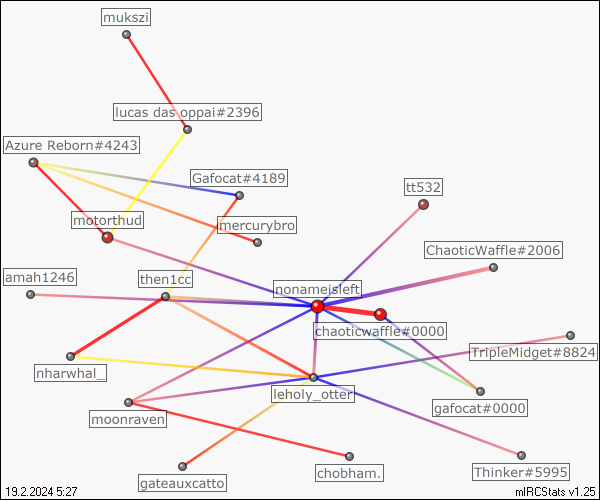 mukszi
lucas das oppai#2396
Azure Reborn#4243
Gafocat#4189
tt532
motorthud
mercurybro
ChaoticWaffle#2006
amah1246
then1cc
nonamejsleft
chaoticwaffle#0000
TripleMidget#8824
nharwhal_
leholy_otter
gafocat#0000
moonraven
chobham.
Thinker#5995
gateauxcatto
19.2.2024 5:27
mIRCStats v1.25